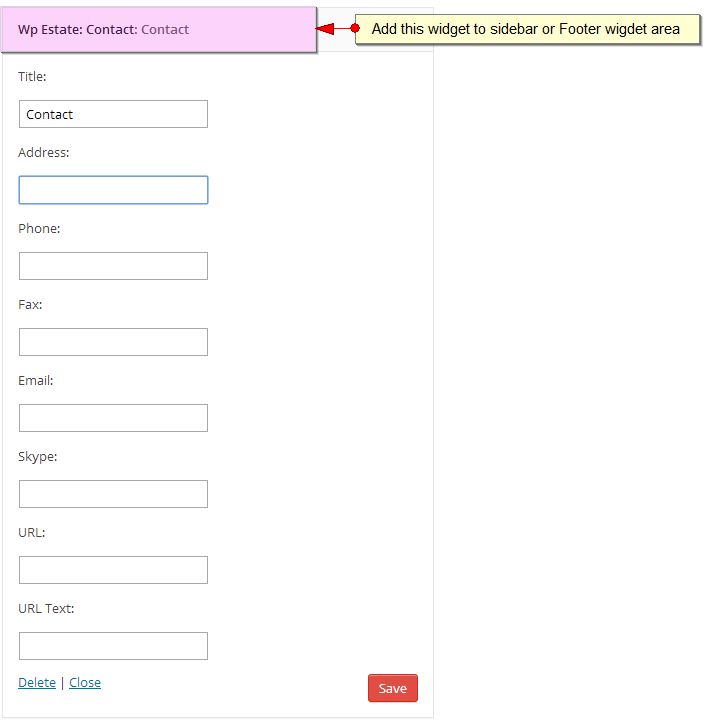 Wp Estate: Contact: Contact
Add this widget to sidebar or Footer wigdet area
Title:
Contact
Address:
Phone:
Fax:
Email:
Skype:
URL:
URL Text:
Delete | Close
Save